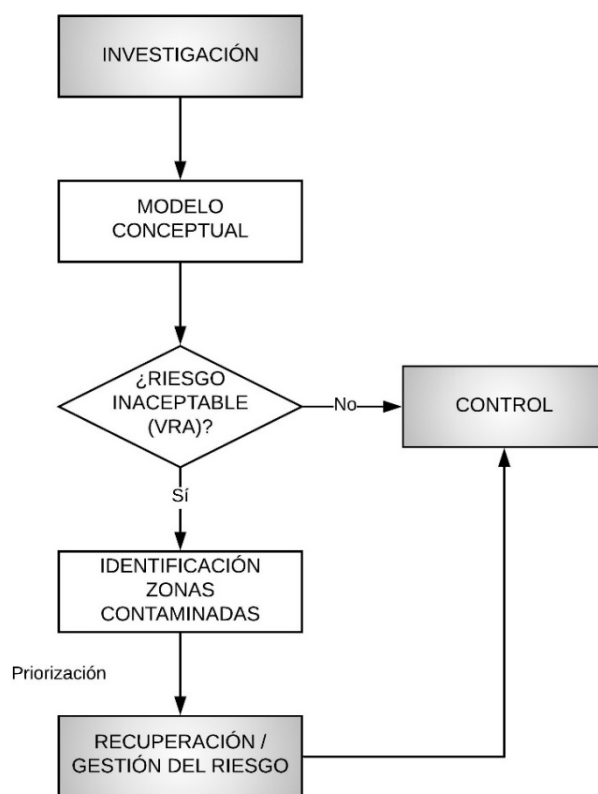 INVESTIGACIÓN
MODELO
CONCEPTUAL
¿RIESGO
INACEPTABLE
(VRA)?
No
CONTROL
Sí
IDENTIFICACIÓN
ZONAS
CONTAMINADAS
Priorización
RECUPERACIÓN /
GESTIÓN DEL RIESGO